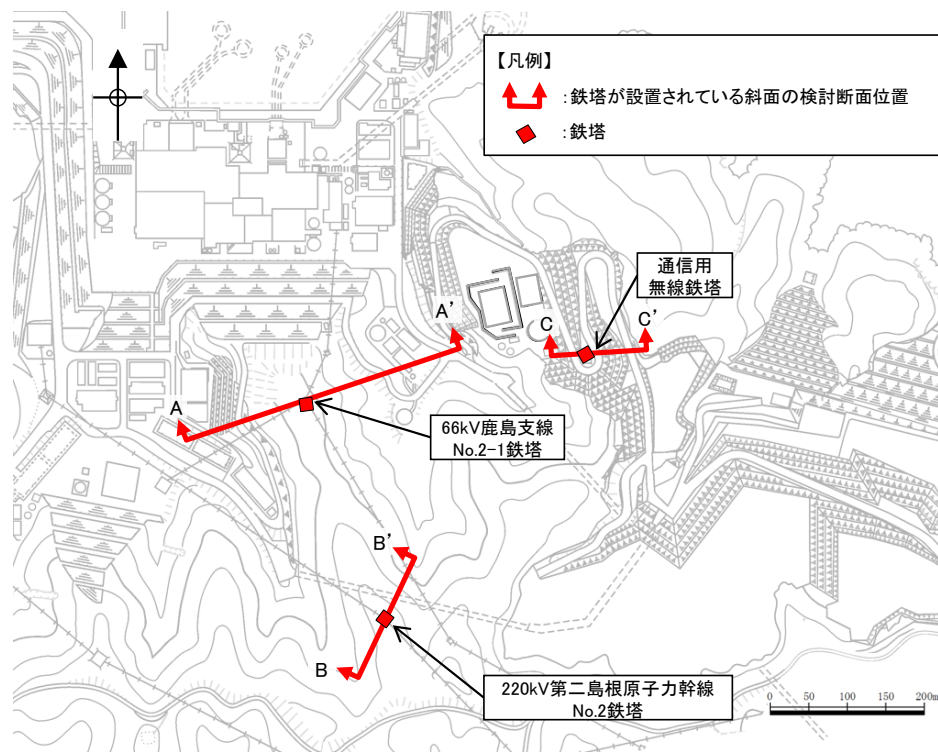 【凡例】
：鉄塔が設置されている斜面の検討断面位置
：鉄塔
通信用
無線鉄塔
A’
C
C’
A
66kV鹿島支線
No.2-1鉄塔
B’
B
220kV第二島根原子力幹線
No.2鉄塔
0 50 100 150 200m